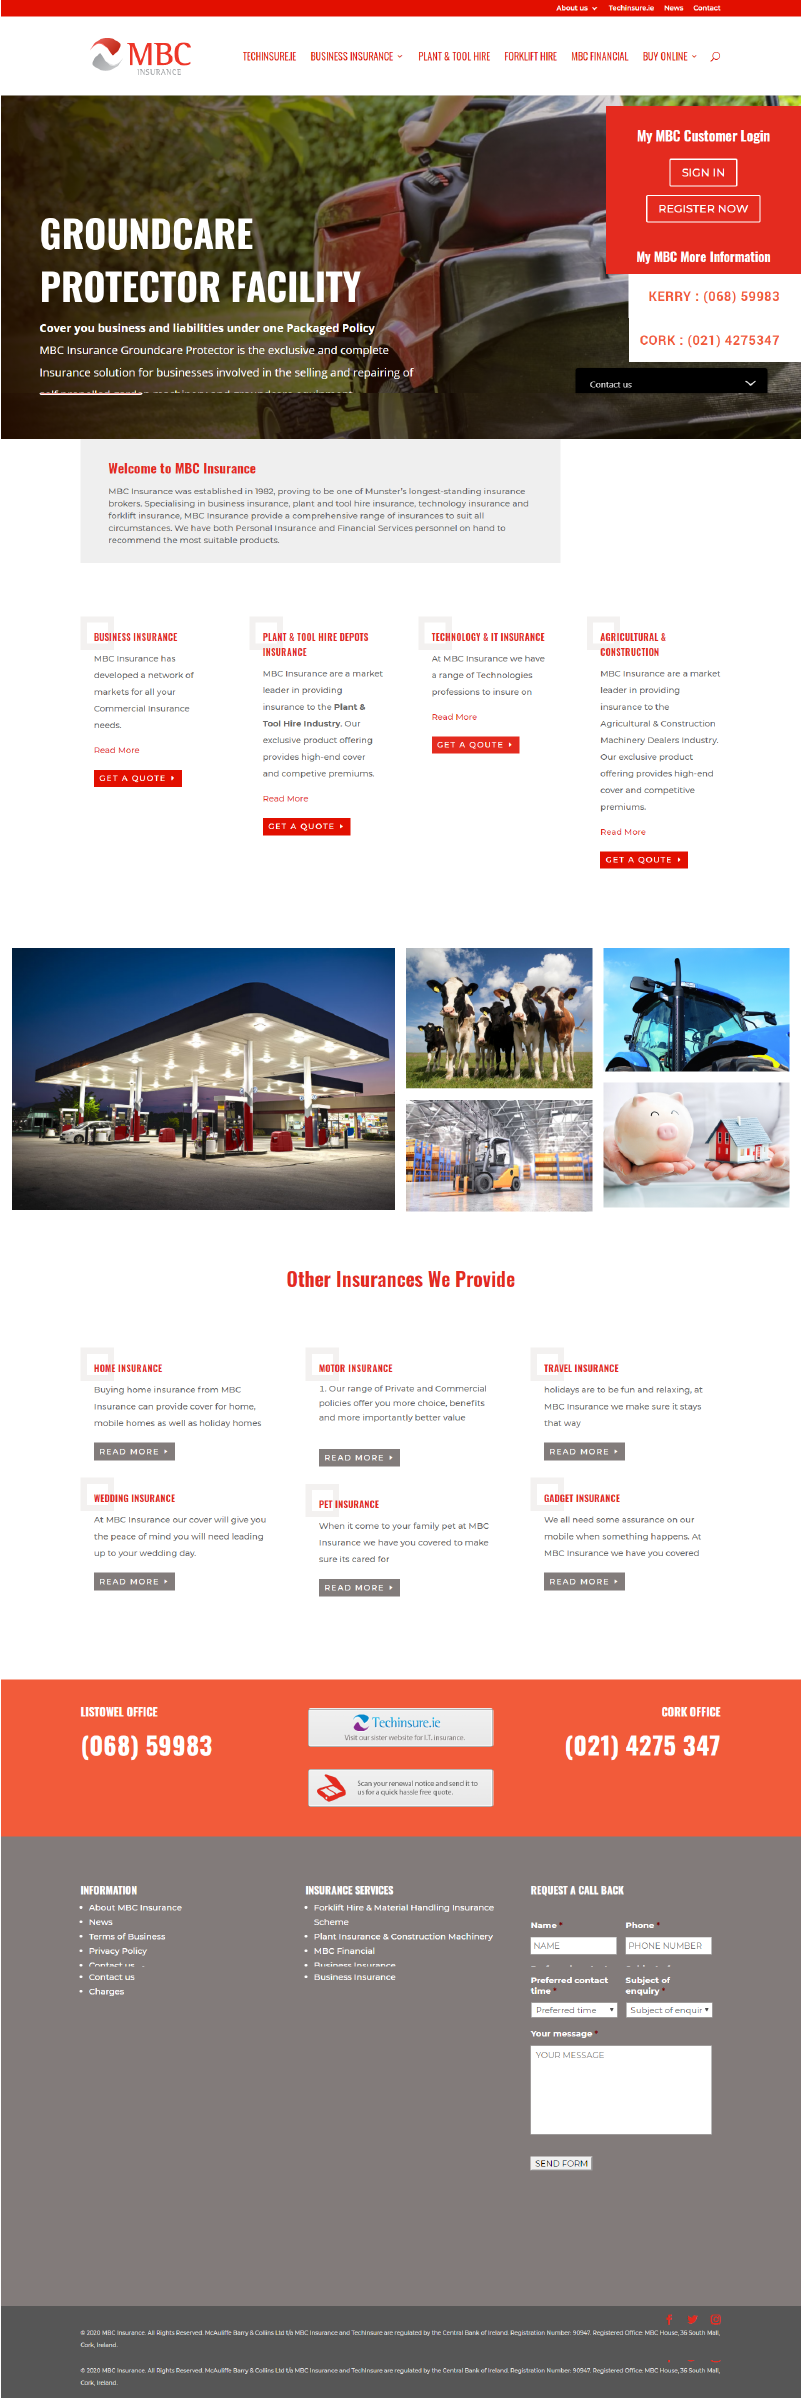 About us
Techinsure.ie
News
Contact
MBC
INSURANCE
TECHINSURE.IE
BUSINESS INSURANCE
PLANT & TOOL HIRE
FORKLIFT HIRE
MBC FINANCIAL
BUY ONLINE
My MBC Customer Login
SIGN IN
REGISTER NOW
My MBC More Information
KERRY : (068) 59983
CORK : (021) 4275347
Contact us
GROUNDCARE
PROTECTOR FACILITY
Cover you business and liabilities under one Packaged Policy
MBC Insurance Groundcare Protector is the exclusive and complete
Insurance solution for businesses involved in the selling and repairing of
Welcome to MBC Insurance
MBC Insurance was established in 1982, proving to be one of Munster's longest-standing insurance
brokers. Specialising in business insurance, plant and tool hire insurance, technology insurance and
forklift insurance, MBC Insurance provide a comprehensive range of insurances to suit all
circumstances. We have both Personal Insurance and Financial Services personnel on hand to
recommend the most suitable products.
BUSINESS INSURANCE
MBC Insurance has
developed a network of
markets for all your
Commercial Insurance
needs.
Read More
GET A QUOTE
PLANT & TOOL HIRE DEPOTS
INSURANCE
MBC Insurance are a market
leader in providing
insurance to the Plant &
Tool Hire Industry. Our
exclusive product offering
provides high-end cover
and competive premiums.
Read More
GET A QUOTE
TECHNOLOGY & IT INSURANCE
At MBC Insurance we have
a range of Technologies
professions to insure on
Read More
GET A QOUTE
AGRICULTURAL &
CONSTRUCTION
MBC Insurance are a market
leader in providing
insurance to the
Agricultural & Construction
Machinery Dealers Industry.
Our exclusive product
offering provides high-end
cover and competitive
premiums.
Read More
GET A QOUTE
Other Insurances We Provide
HOME INSURANCE
Buying home insurance from MBC
Insurance can provide cover for home,
mobile homes as well as holiday homes
READ MORE
MOTOR INSURANCE
1. Our range of Private and Commercial
policies offer you more choice, benefits
and more importantly better value
READ MORE
TRAVEL INSURANCE
holidays are to be fun and relaxing, at
MBC Insurance we make sure it stays
that way
READ MORE
WEDDING INSURANCE
At MBC Insurance our cover will give you
the peace of mind you will need leading
up to your wedding day.
READ MORE
PET INSURANCE
When it come to your family pet at MBC
Insurance we have you covered to make
sure its cared for
READ MORE
GADGET INSURANCE
We all need some assurance on our
mobile when something happens. At
MBC Insurance we have you covered
READ MORE
LISTOWEL OFFICE
(068) 59983
Techinsure.ie
Visit our sister website for I.T. insurance.
Scan your renewal notice and send it to
us for a quick hassle free quote.
CORK OFFICE
(021) 4275 347
INFORMATION
About MBC Insurance
News
Terms of Business
Privacy Policy
Contact us
Contact us
Charges
INSURANCE SERVICES
Forklift Hire & Material Handling Insurance
Scheme
Plant Insurance & Construction Machinery
MBC Financial
Business Insurance
Business Insurance
REQUEST A CALL BACK
Name *
Phone *
NAME
PHONE NUMBER
Preferred contact
time *
Subject of
enquiry *
Preferred time
Subject of enquir
Your message *
YOUR MESSAGE
SEND FORM
© 2020 MBC Insurance. All Rights Reserved. McAuliffe Barry & Collins Ltd t/a MBC Insurance and TechInsure are regulated by the Central Bank of Ireland. Registration Number: 90947. Registered Office: MBC House, 36 South Mall,
Cork, Ireland.
© 2020 MBC Insurance. All Rights Reserved. McAuliffe Barry & Collins Ltd t/a MBC Insurance and TechInsure are regulated by the Central Bank of Ireland. Registration Number: 90947. Registered Office: MBC House, 36 South Mall,
Cork, Ireland.